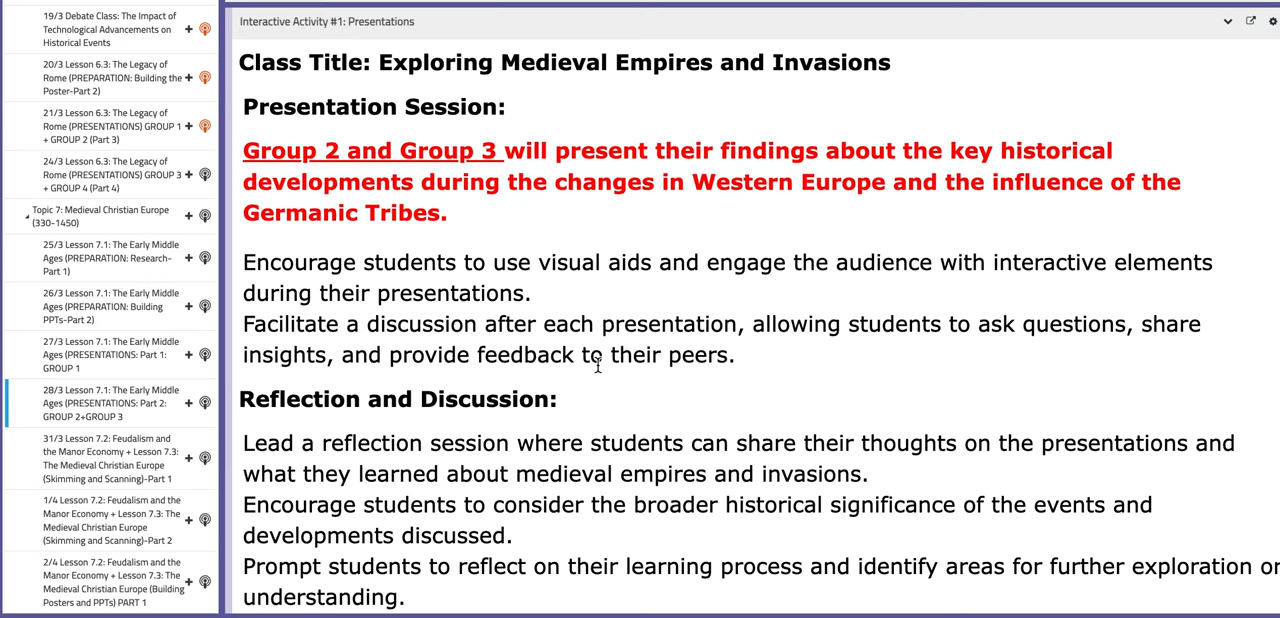 19/3 Debate Class: The Impact of
Technological Advancements on
Historical Events
20/3 Lesson 6.3: The Legacy of
Rome (PREPARATION: Building the
Poster-Part 2)
21/3 Lesson 6.3: The Legacy of
Rome (PRESENTATIONS) GROUP 1
+ GROUP 2 (Part 3)
24/3 Lesson 6.3: The Legacy of
Rome (PRESENTATIONS) GROUP 3
+ GROUP 4 (Part 4)
Topic 7: Medieval Christian Europe
(330-1450)
25/3 Lesson 7.1: The Early Middle
Ages (PREPARATION: Research-
Part 1)
26/3 Lesson 7.1: The Early Middle
Ages (PREPARATION: Building
PPTs-Part 2)
27/3 Lesson 7.1: The Early Middle
Ages (PRESENTATIONS: Part 1:
GROUP 1
28/3 Lesson 7.1: The Early Middle
Ages (PRESENTATIONS: Part 2:
GROUP 2+GROUP 3
31/3 Lesson 7.2: Feudalism and
the Manor Economy + Lesson 7.3:
The Medieval Christian Europe
(Skimming and Scanning)-Part 1
1/4 Lesson 7.2: Feudalism and the
Manor Economy + Lesson 7.3: The
Medieval Christian Europe
(Skimming and Scanning)-Part 2
2/4 Lesson 7.2: Feudalism and the
Manor Economy + Lesson 7.3: The
Medieval Christian Europe (Building
Posters and PPTs) PART 1
Interactive Activity #1: Presentations
Class Title: Exploring Medieval Empires and Invasions
Presentation Session:
Group 2 and Group 3 will present their findings about the key historical
developments during the changes in Western Europe and the influence of the
Germanic Tribes.
Encourage students to use visual aids and engage the audience with interactive elements
during their presentations.
Facilitate a discussion after each presentation, allowing students to ask questions, share
insights, and provide feedback to their peers.
Reflection and Discussion:
Lead a reflection session where students can share their thoughts on the presentations and
what they learned about medieval empires and invasions.
Encourage students to consider the broader historical significance of the events and
developments discussed.
Prompt students to reflect on their learning process and identify areas for further exploration or
understanding.